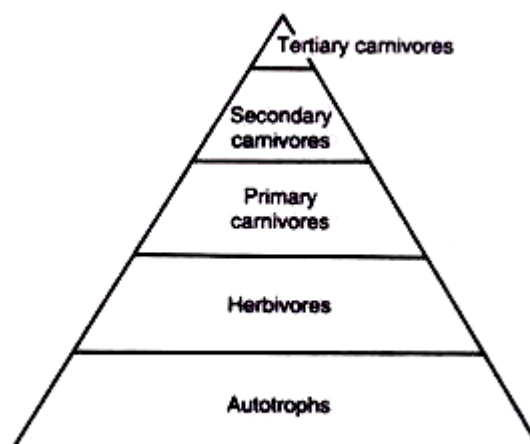 Tertiary carnivores
Secondary
carnivores
Primary
carnivores
Herbivores
Autotrophs